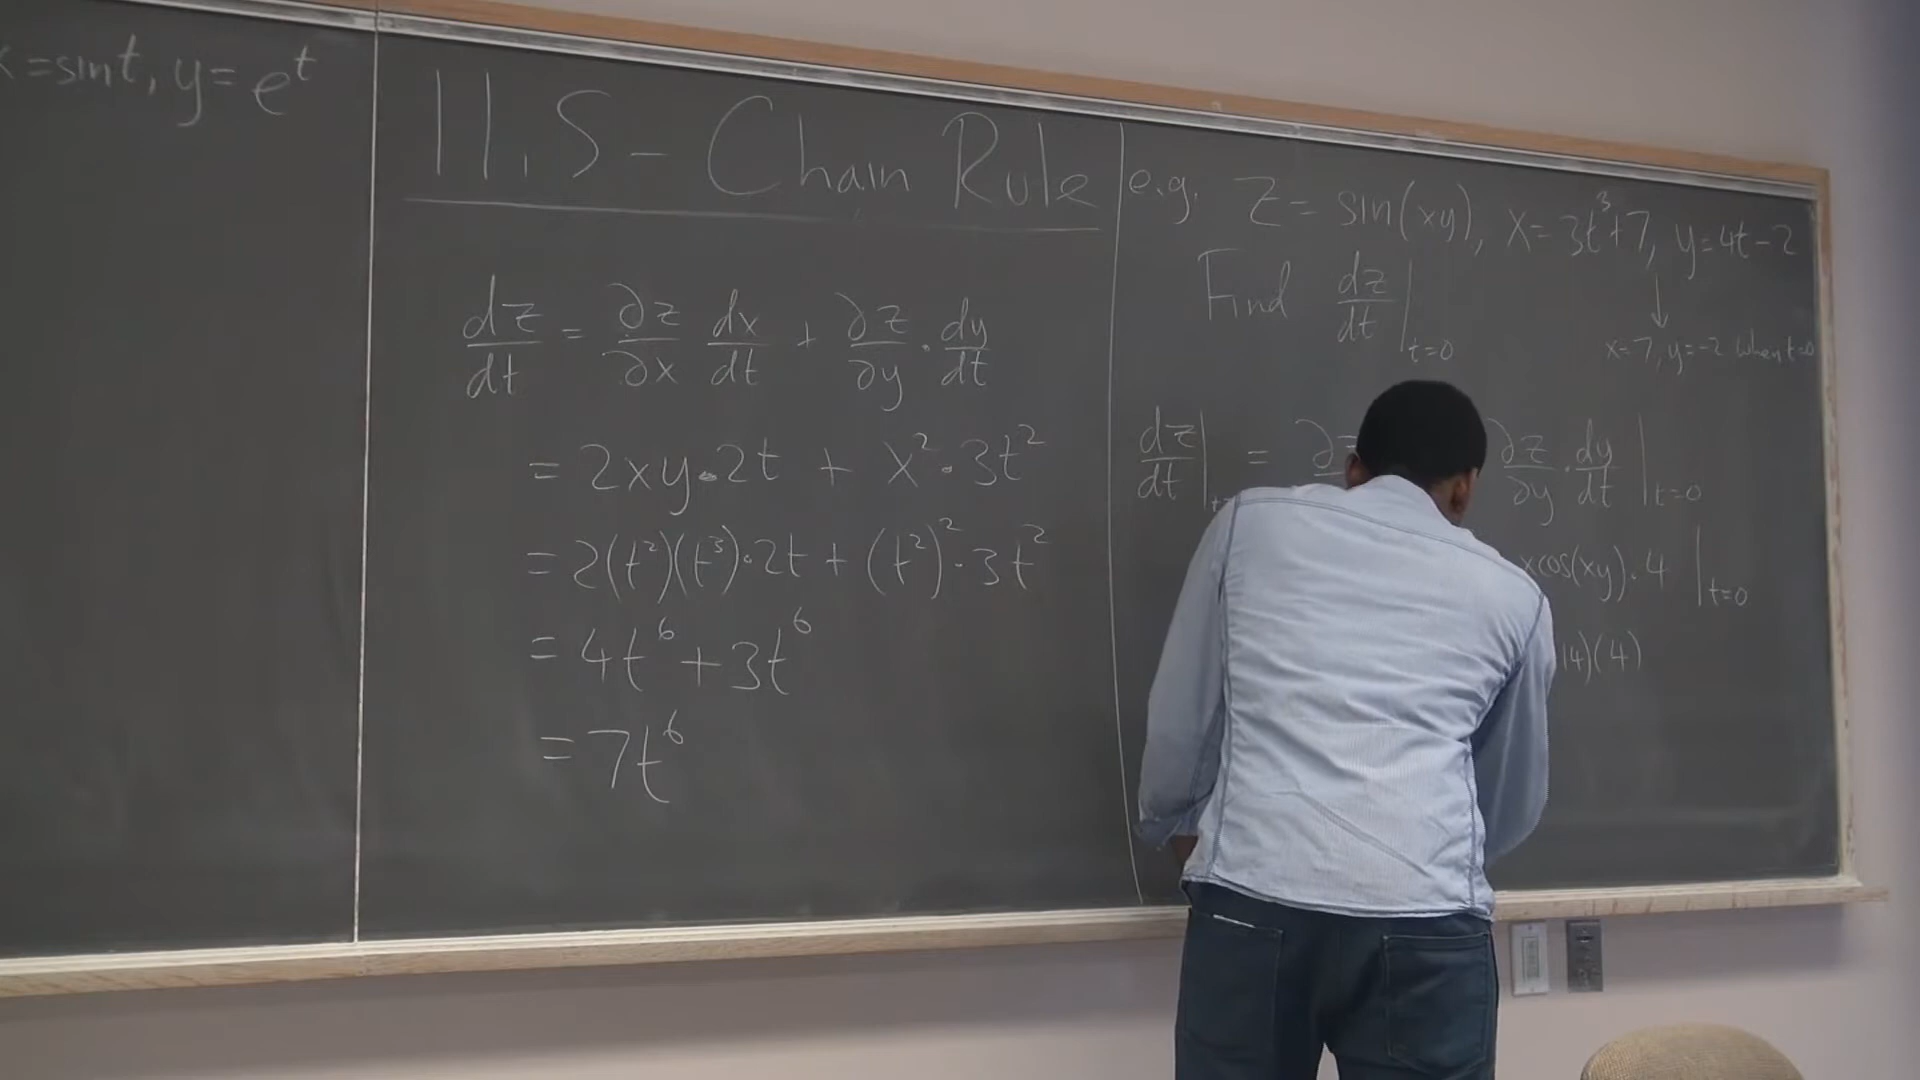 x=sint, y=e^t
11.5 - Chain Rule
dz/dt = ∂z/∂x dx/dt + ∂z/∂y · dy/dt
= 2xy·2t + x²·3t²
= 2(t²)(t³)·2t + (t²)²·3t²
= 4t⁶ + 3t⁶
= 7t⁶
e.g. z = sin(xy), x = 3t³+7, y = 4t-2
Find dz/dt |t=0
x=7, y=-2 when t=0
dz/dt | = ∂z ∂z/∂y · dy/dt |t=0
xcos(xy)·4 |t=0
14)(4)